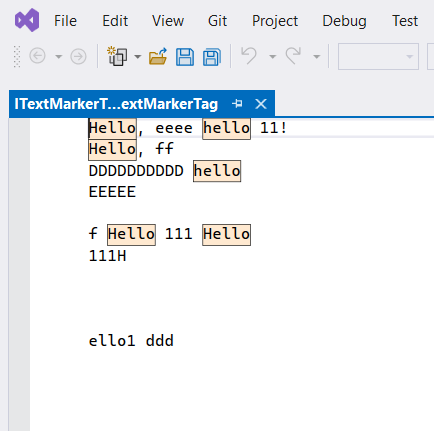 File Edit View Git Project Debug Test
ITextMarkerT...extMarkerTag
Hello, eeee hello 11!
Hello, ff
DDDDDDDDDD hello
EEEEE
f Hello 111 Hello
111H
ello1 ddd